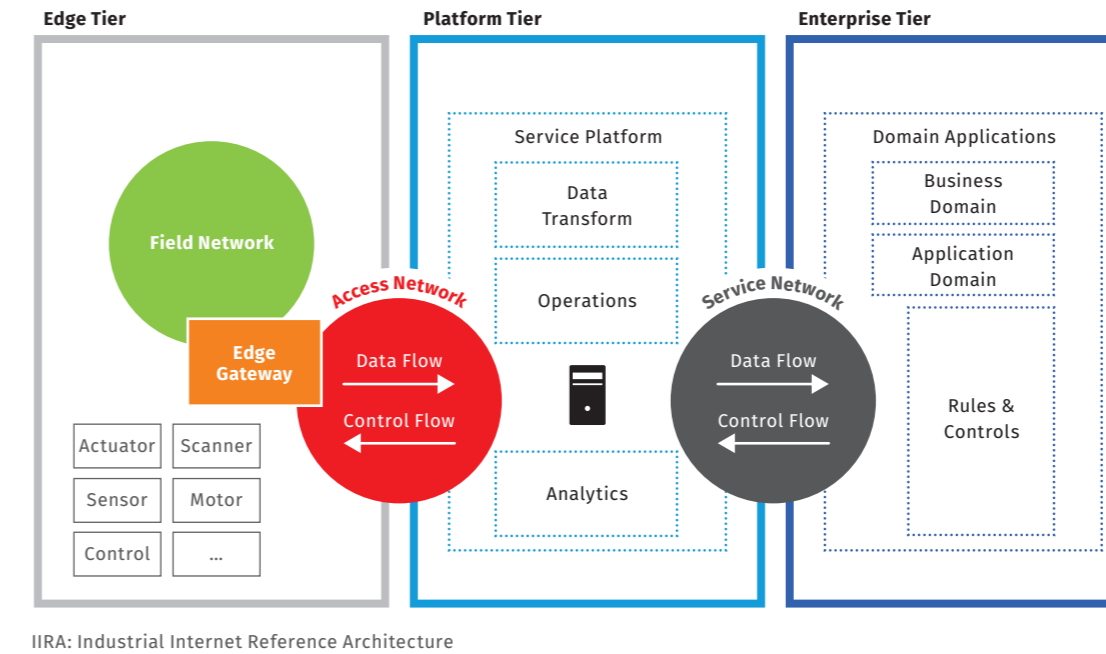 Edge Tier
Platform Tier
Enterprise Tier
Field Network
Edge
Gateway
Actuator
Scanner
Sensor
Motor
Control
...
Access Network
Data Flow
Control Flow
Service Platform
Data
Transform
Operations
Analytics
Service Network
Data Flow
Control Flow
Domain Applications
Business
Domain
Application
Domain
Rules &
Controls
IIRA: Industrial Internet Reference Architecture